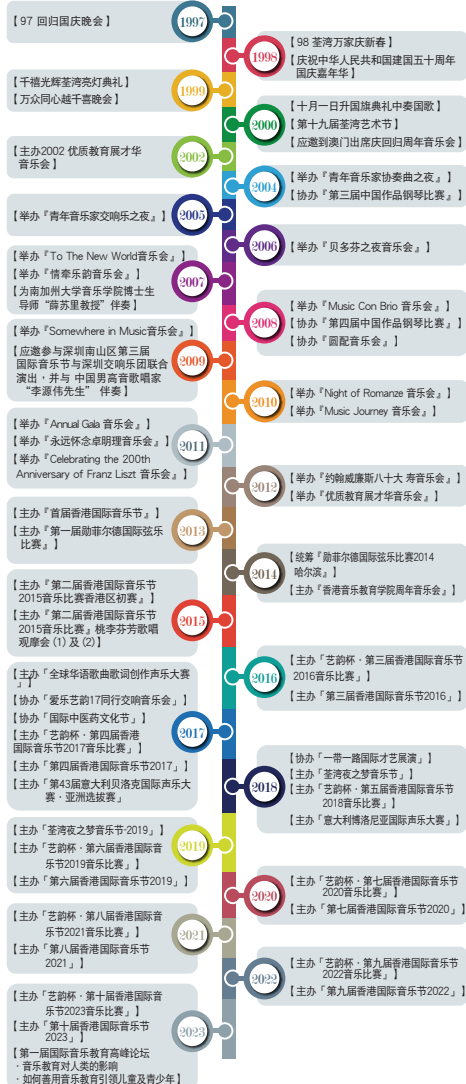 1997
【97 回归国庆晚会】
1998
【98 荃湾万家庆新春】
【庆祝中华人民共和国建国五十周年
国庆嘉年华】
1999
【千禧光辉荃湾亮灯典礼】
【万众同心越千喜晚会】
2000
【十月一日升国旗典礼中奏国歌】
【第十九届荃湾艺术节】
【应邀到澳门出席庆回归周年音乐会】
2002
【主办2002 优质教育展才华
音乐会】
2004
【举办『青年音乐家协奏曲之夜』】
【协办『第三届中国作品钢琴比赛』】
2005
【举办『青年音乐家交响乐之夜』】
2006
【举办『贝多芬之夜音乐会』】
2007
【举办『To The New World音乐会』】
【举办『情牵乐韵音乐会』】
【为南加州大学音乐学院博士生
导师“薛苏里教授”伴奏】
2008
【举办『Music Con Brio 音乐会』】
【协办『第四届中国作品钢琴比赛』】
【协办『圆配音乐会』】
2009
【举办『Somewhere in Music音乐会』】
【应邀参与深圳南山区第三届
国际音乐节与深圳交响乐团联合
演出，并与 中国男高音歌唱家
“李源伟先生” 伴奏】
2010
【举办『Night of Romanze 音乐会』】
【举办『Music Journey 音乐会』】
2011
【举办『Annual Gala 音乐会』】
【举办『永远怀念卓明理音乐会』】
【举办『Celebrating the 200th
Anniversary of Franz Liszt 音乐会』】
2012
【举办『约翰威廉斯八十大 寿音乐会』】
【举办『优质教育展才华音乐会』】
2013
【主办『首届香港国际音乐节』】
【主办『第一届勋菲尔德国际弦乐
比赛』】
2014
【统筹『勋菲尔德国际弦乐比赛2014
哈尔滨』】
【主办『香港音乐教育学院周年音乐会』】
2015
【主办『第二届香港国际音乐节
2015音乐比赛香港区初赛』】
【主办『第二届香港国际音乐节
2015音乐比赛』桃李芬芳歌唱
观摩会 (1) 及 (2)】
2016
【主办「艺韵杯·第三届香港国际音乐节
2016音乐比赛」】
【主办「第三届香港国际音乐节2016」】
2017
【主办「全球华语歌曲歌词创作声乐大赛
」】
【协办「爱乐艺韵17同行交响音乐会」】
【协办「国际中医药文化节」】
【主办「艺韵杯·第四届香港
国际音乐节2017音乐比赛」】
【主办「第四届香港国际音乐节2017」】
【主办「第43届意大利贝洛克国际声乐大
赛·亚洲选拔赛」
2018
【协办「一带一路国际才艺展演」】
【主办「荃湾夜之梦音乐节」】
【主办「艺韵杯·第五届香港国际音乐节
2018音乐比赛」】
【主办「意大利博洛尼亚国际声乐大赛」】
2019
【主办「荃湾夜之梦音乐节·2019」】
【主办「艺韵杯·第六届香港国际音
乐节2019音乐比赛」】
【主办「第六届香港国际音乐节2019」】
2020
【主办「艺韵杯·第七届香港国际音乐节
2020音乐比赛」】
【主办「第七届香港国际音乐节2020」】
2021
【主办「艺韵杯·第八届香港国际音
乐节2021音乐比赛」】
【主办「第八届香港国际音乐节
2021」】
2022
【主办「艺韵杯·第九届香港国际音乐节
2022音乐比赛」】
【主办「第九届香港国际音乐节2022」】
2023
【主办「艺韵杯·第十届香港国际音
乐节2023音乐比赛」】
【主办「第十届香港国际音乐节
2023」】
【第一届国际音乐教育高峰论坛
·音乐教育对人类的影响
·如何善用音乐教育引领儿童及青少年】